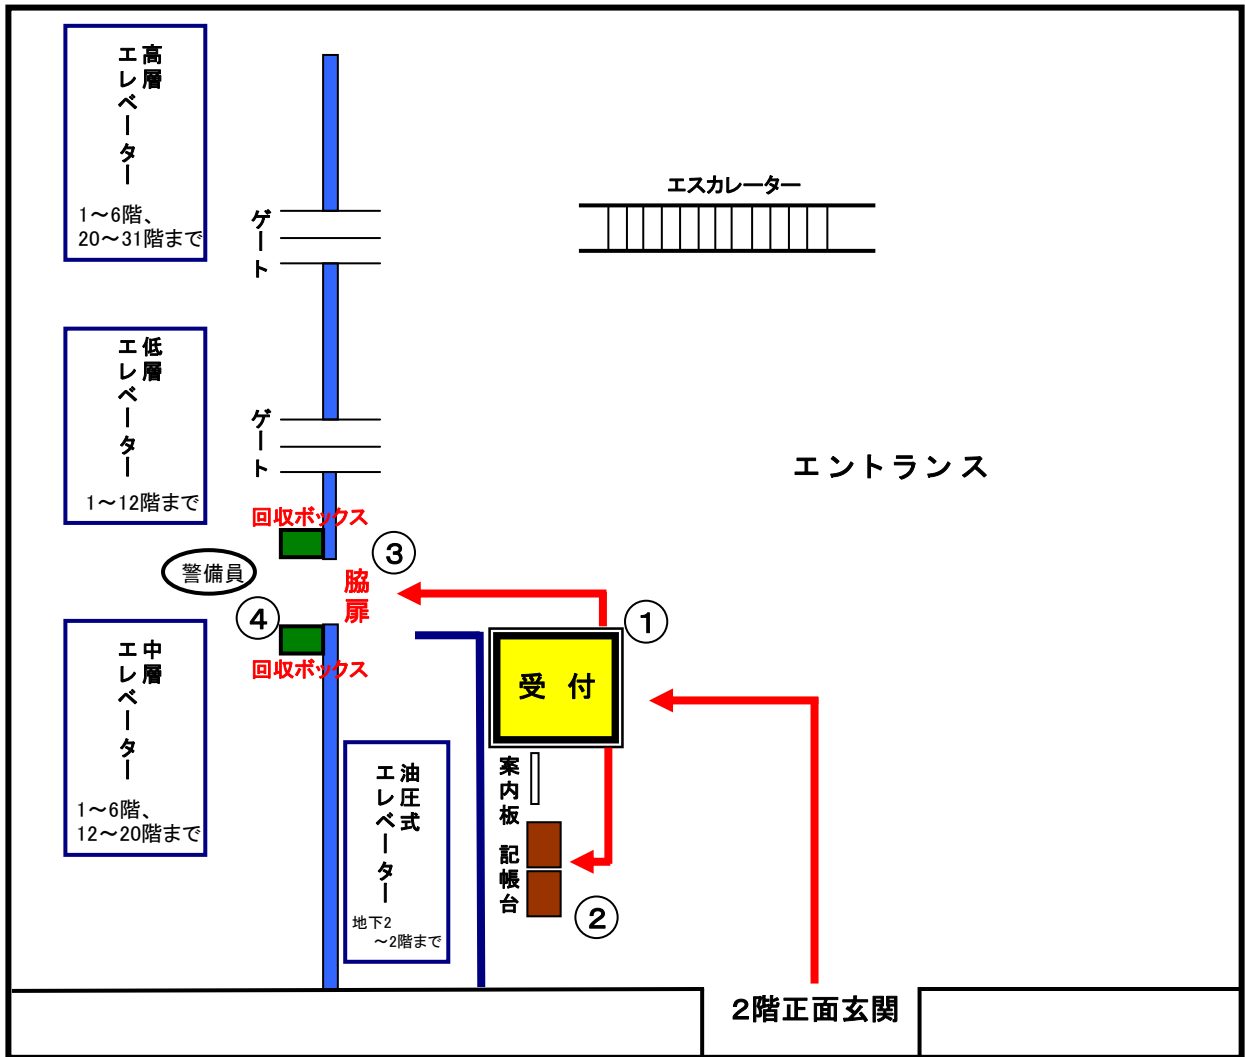 高層
エレベーター
1～6階、
20～31階まで
ゲート
エスカレーター
低層
エレベーター
1～12階まで
ゲート
エントランス
回収ボックス
③
警備員
脇扉
④
①
回収ボックス
受 付
中層
エレベーター
1～6階、
12～20階まで
油圧式
エレベーター
地下2
～2階まで
案内板
記帳台
②
2階正面玄関